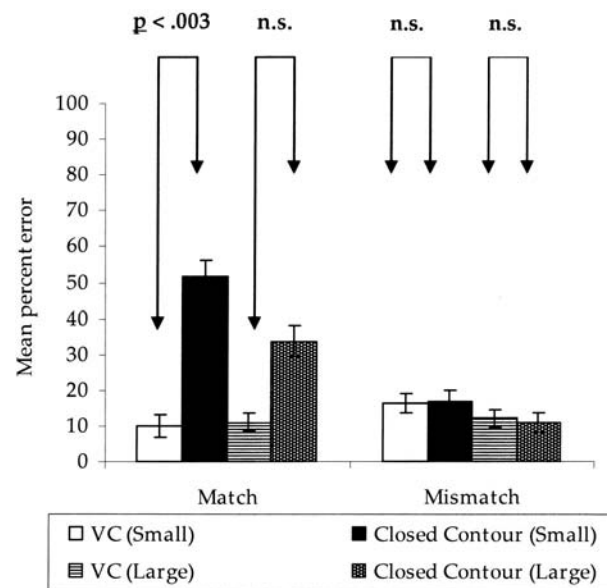 p < .003 n.s. n.s. n.s.
100
90
80
70
60
50
40
30
20
10
0
Mean percent error
Match Mismatch
VC (Small) Closed Contour (Small)
VC (Large) Closed Contour (Large)